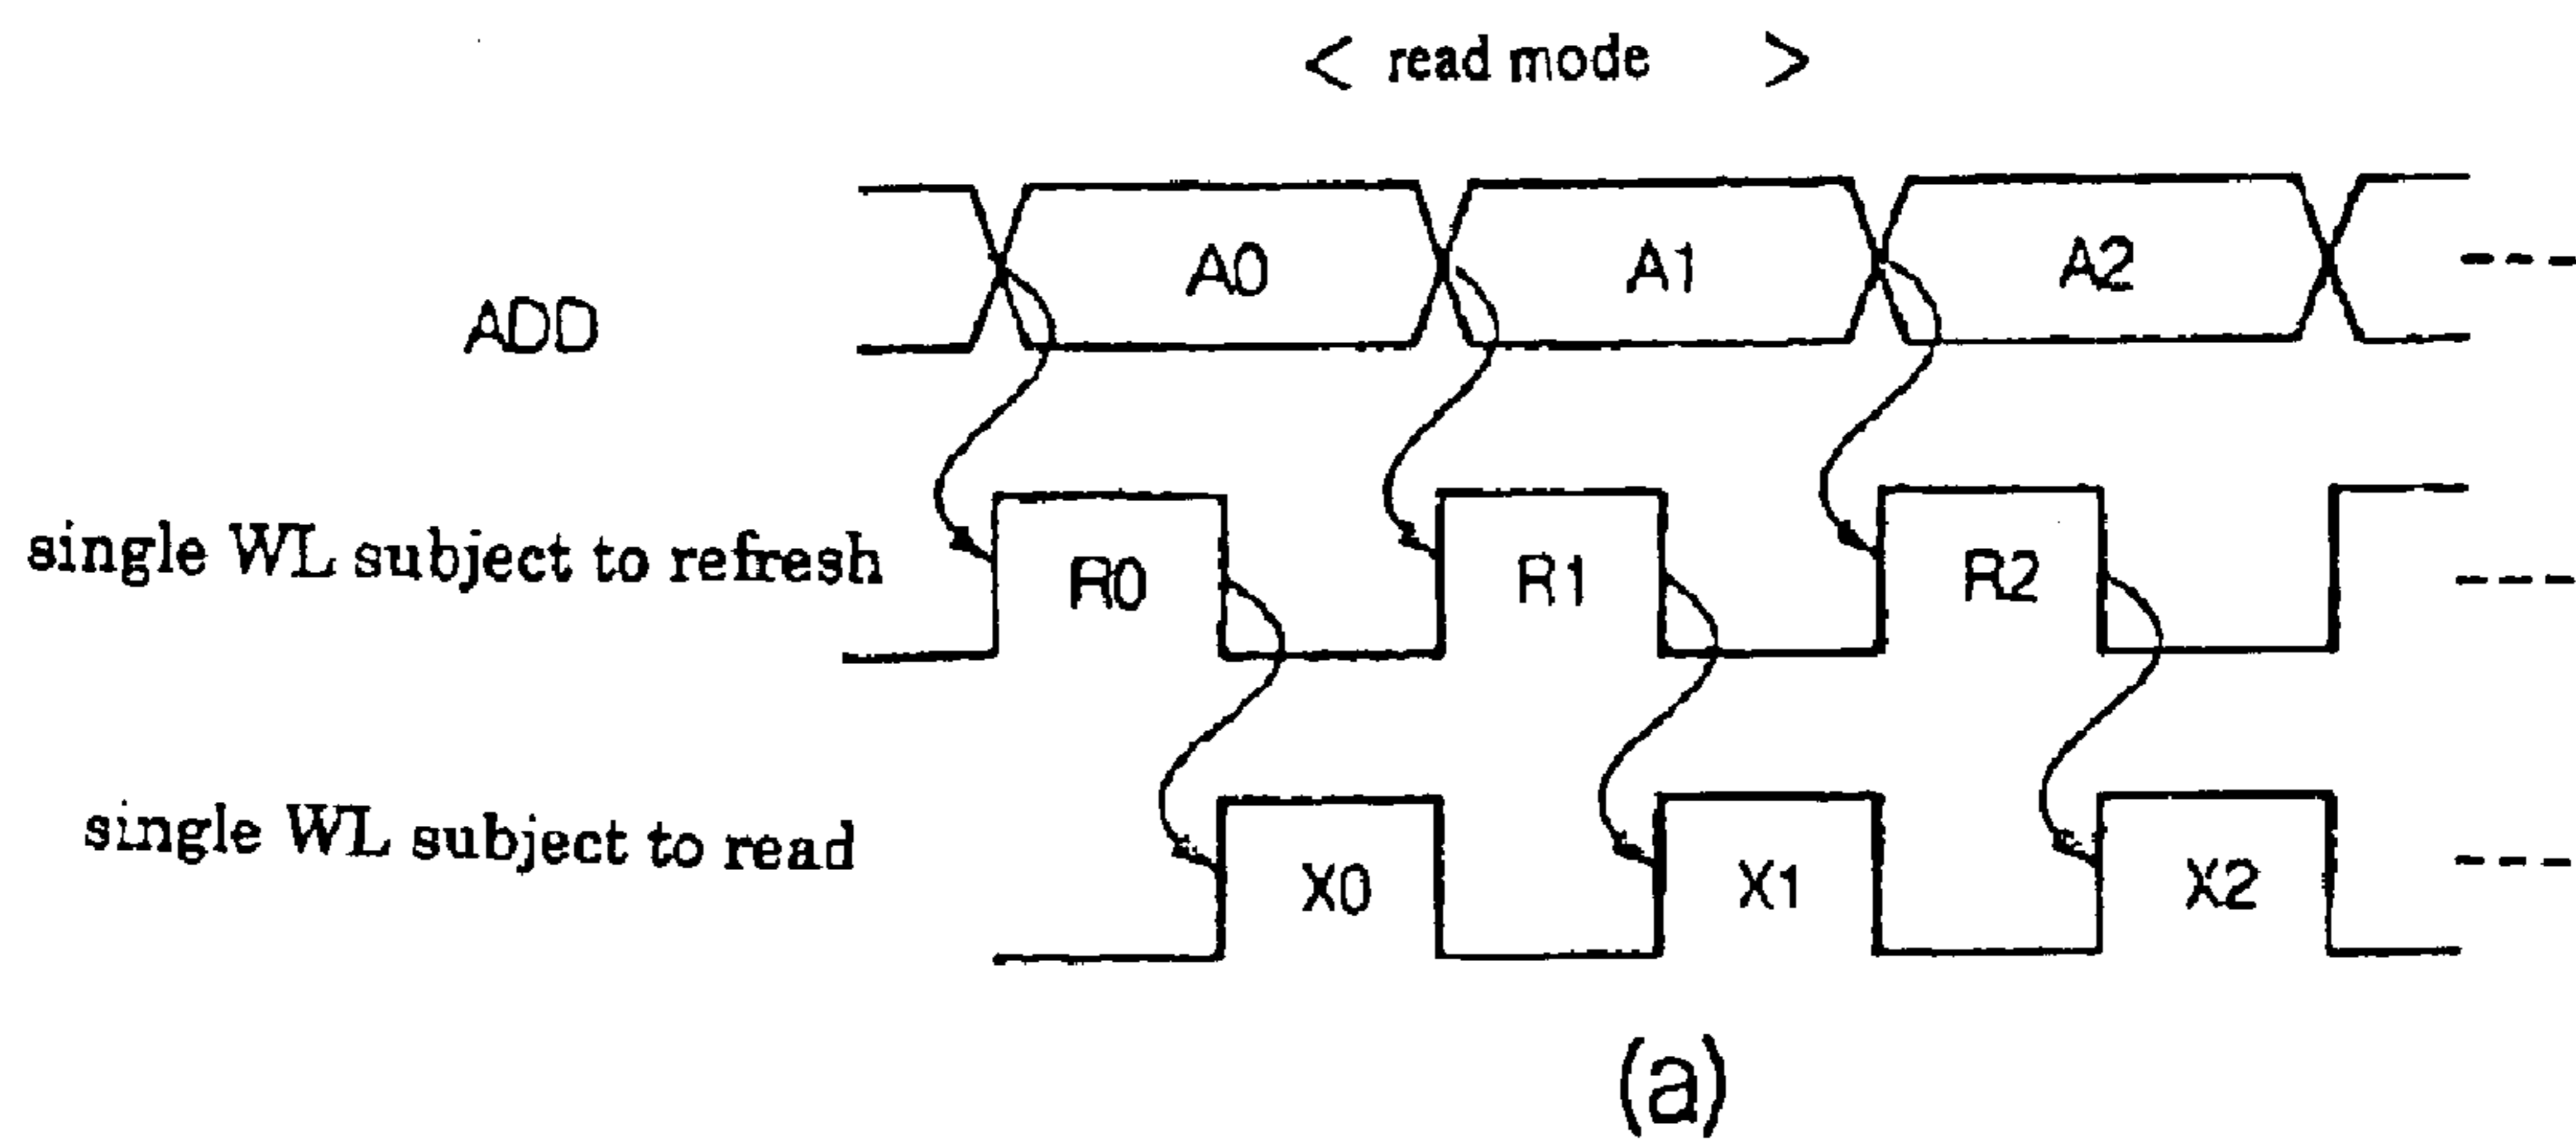 < read mode >
ADD
A0 A1 A2
single WL subject to refresh
R0 R1 R2
single WL subject to read
X0 X1 X2
(a)